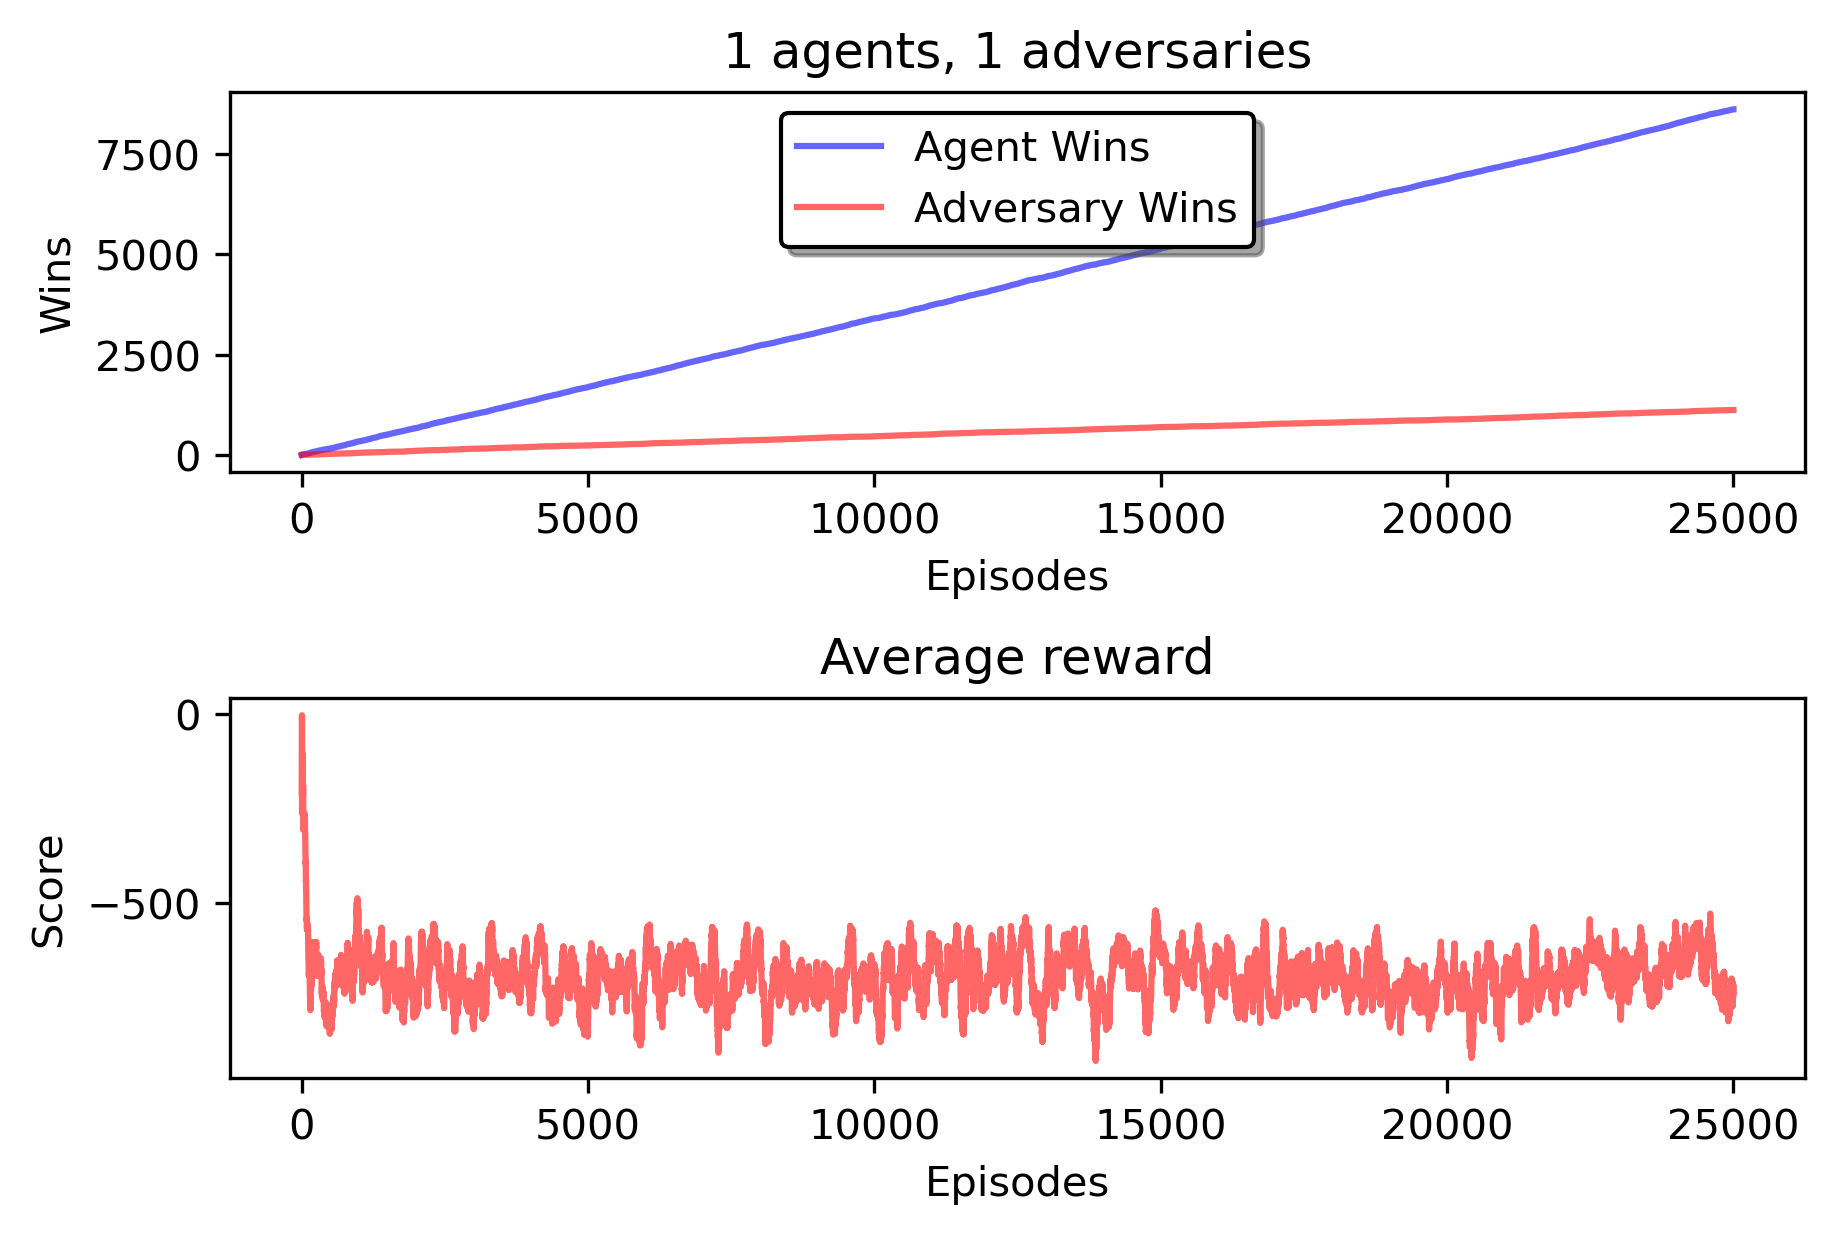 1 agents, 1 adversaries
Agent Wins
Adversary Wins
Wins
7500
5000
2500
0
0 5000 10000 15000 20000 25000
Episodes
Average reward
Score
0
−500
0 5000 10000 15000 20000 25000
Episodes